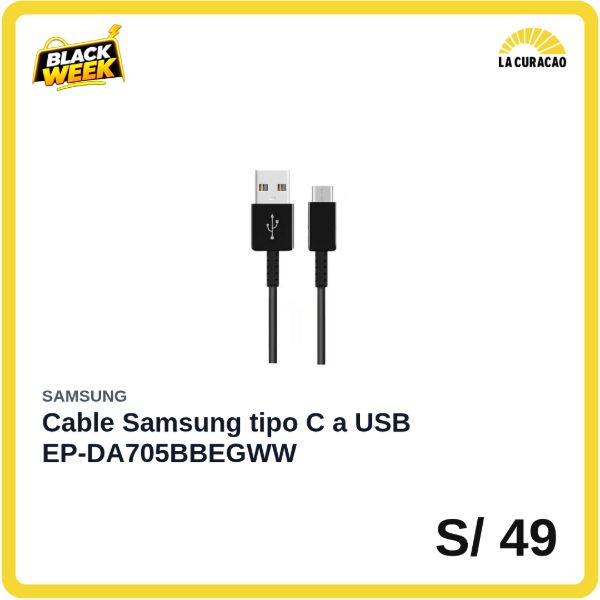 BLACK
WEEK
LA CURACAO
SAMSUNG
Cable Samsung tipo C a USB
EP-DA705BBEGWW
S/ 49